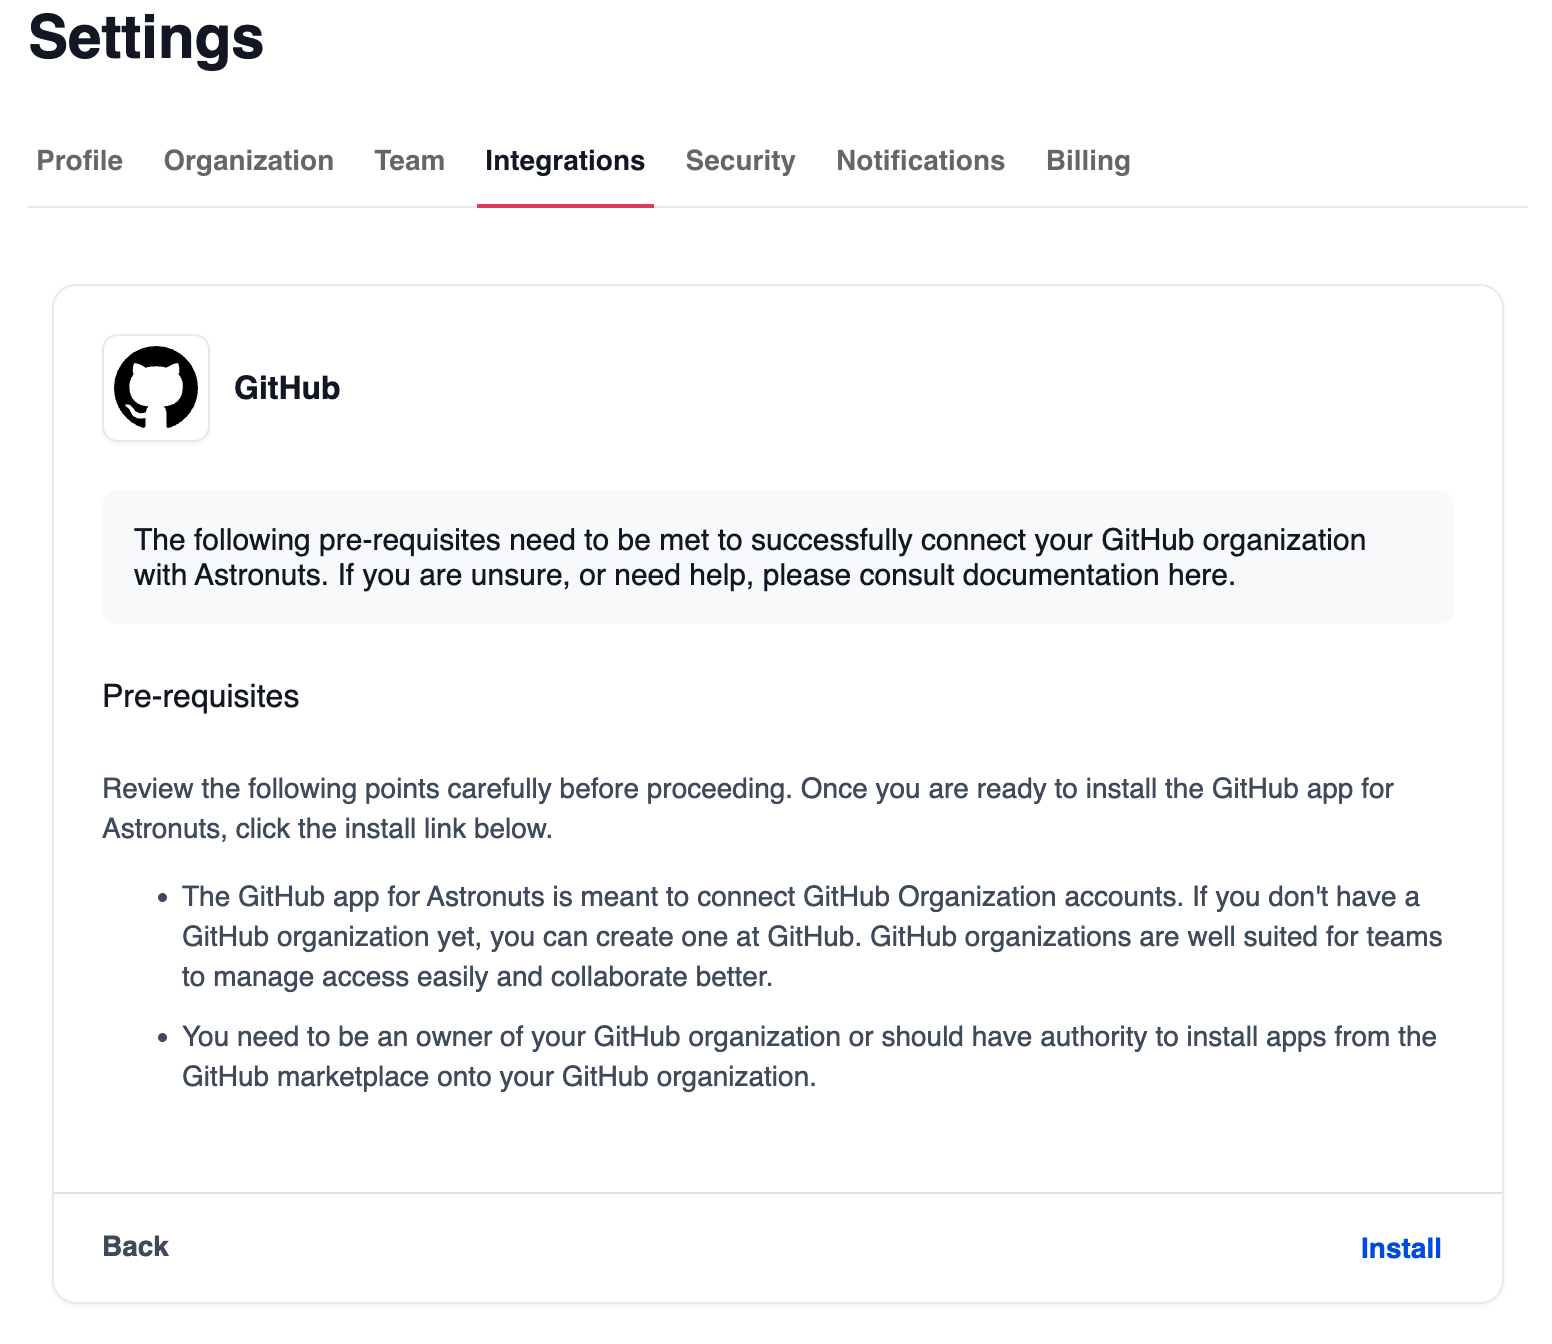 Settings
Profile Organization Team Integrations Security Notifications Billing
GitHub
The following pre-requisites need to be met to successfully connect your GitHub organization
with Astronuts. If you are unsure, or need help, please consult documentation here.
Pre-requisites
Review the following points carefully before proceeding. Once you are ready to install the GitHub app for
Astronuts, click the install link below.
• The GitHub app for Astronuts is meant to connect GitHub Organization accounts. If you don't have a
GitHub organization yet, you can create one at GitHub. GitHub organizations are well suited for teams
to manage access easily and collaborate better.
• You need to be an owner of your GitHub organization or should have authority to install apps from the
GitHub marketplace onto your GitHub organization.
Back Install